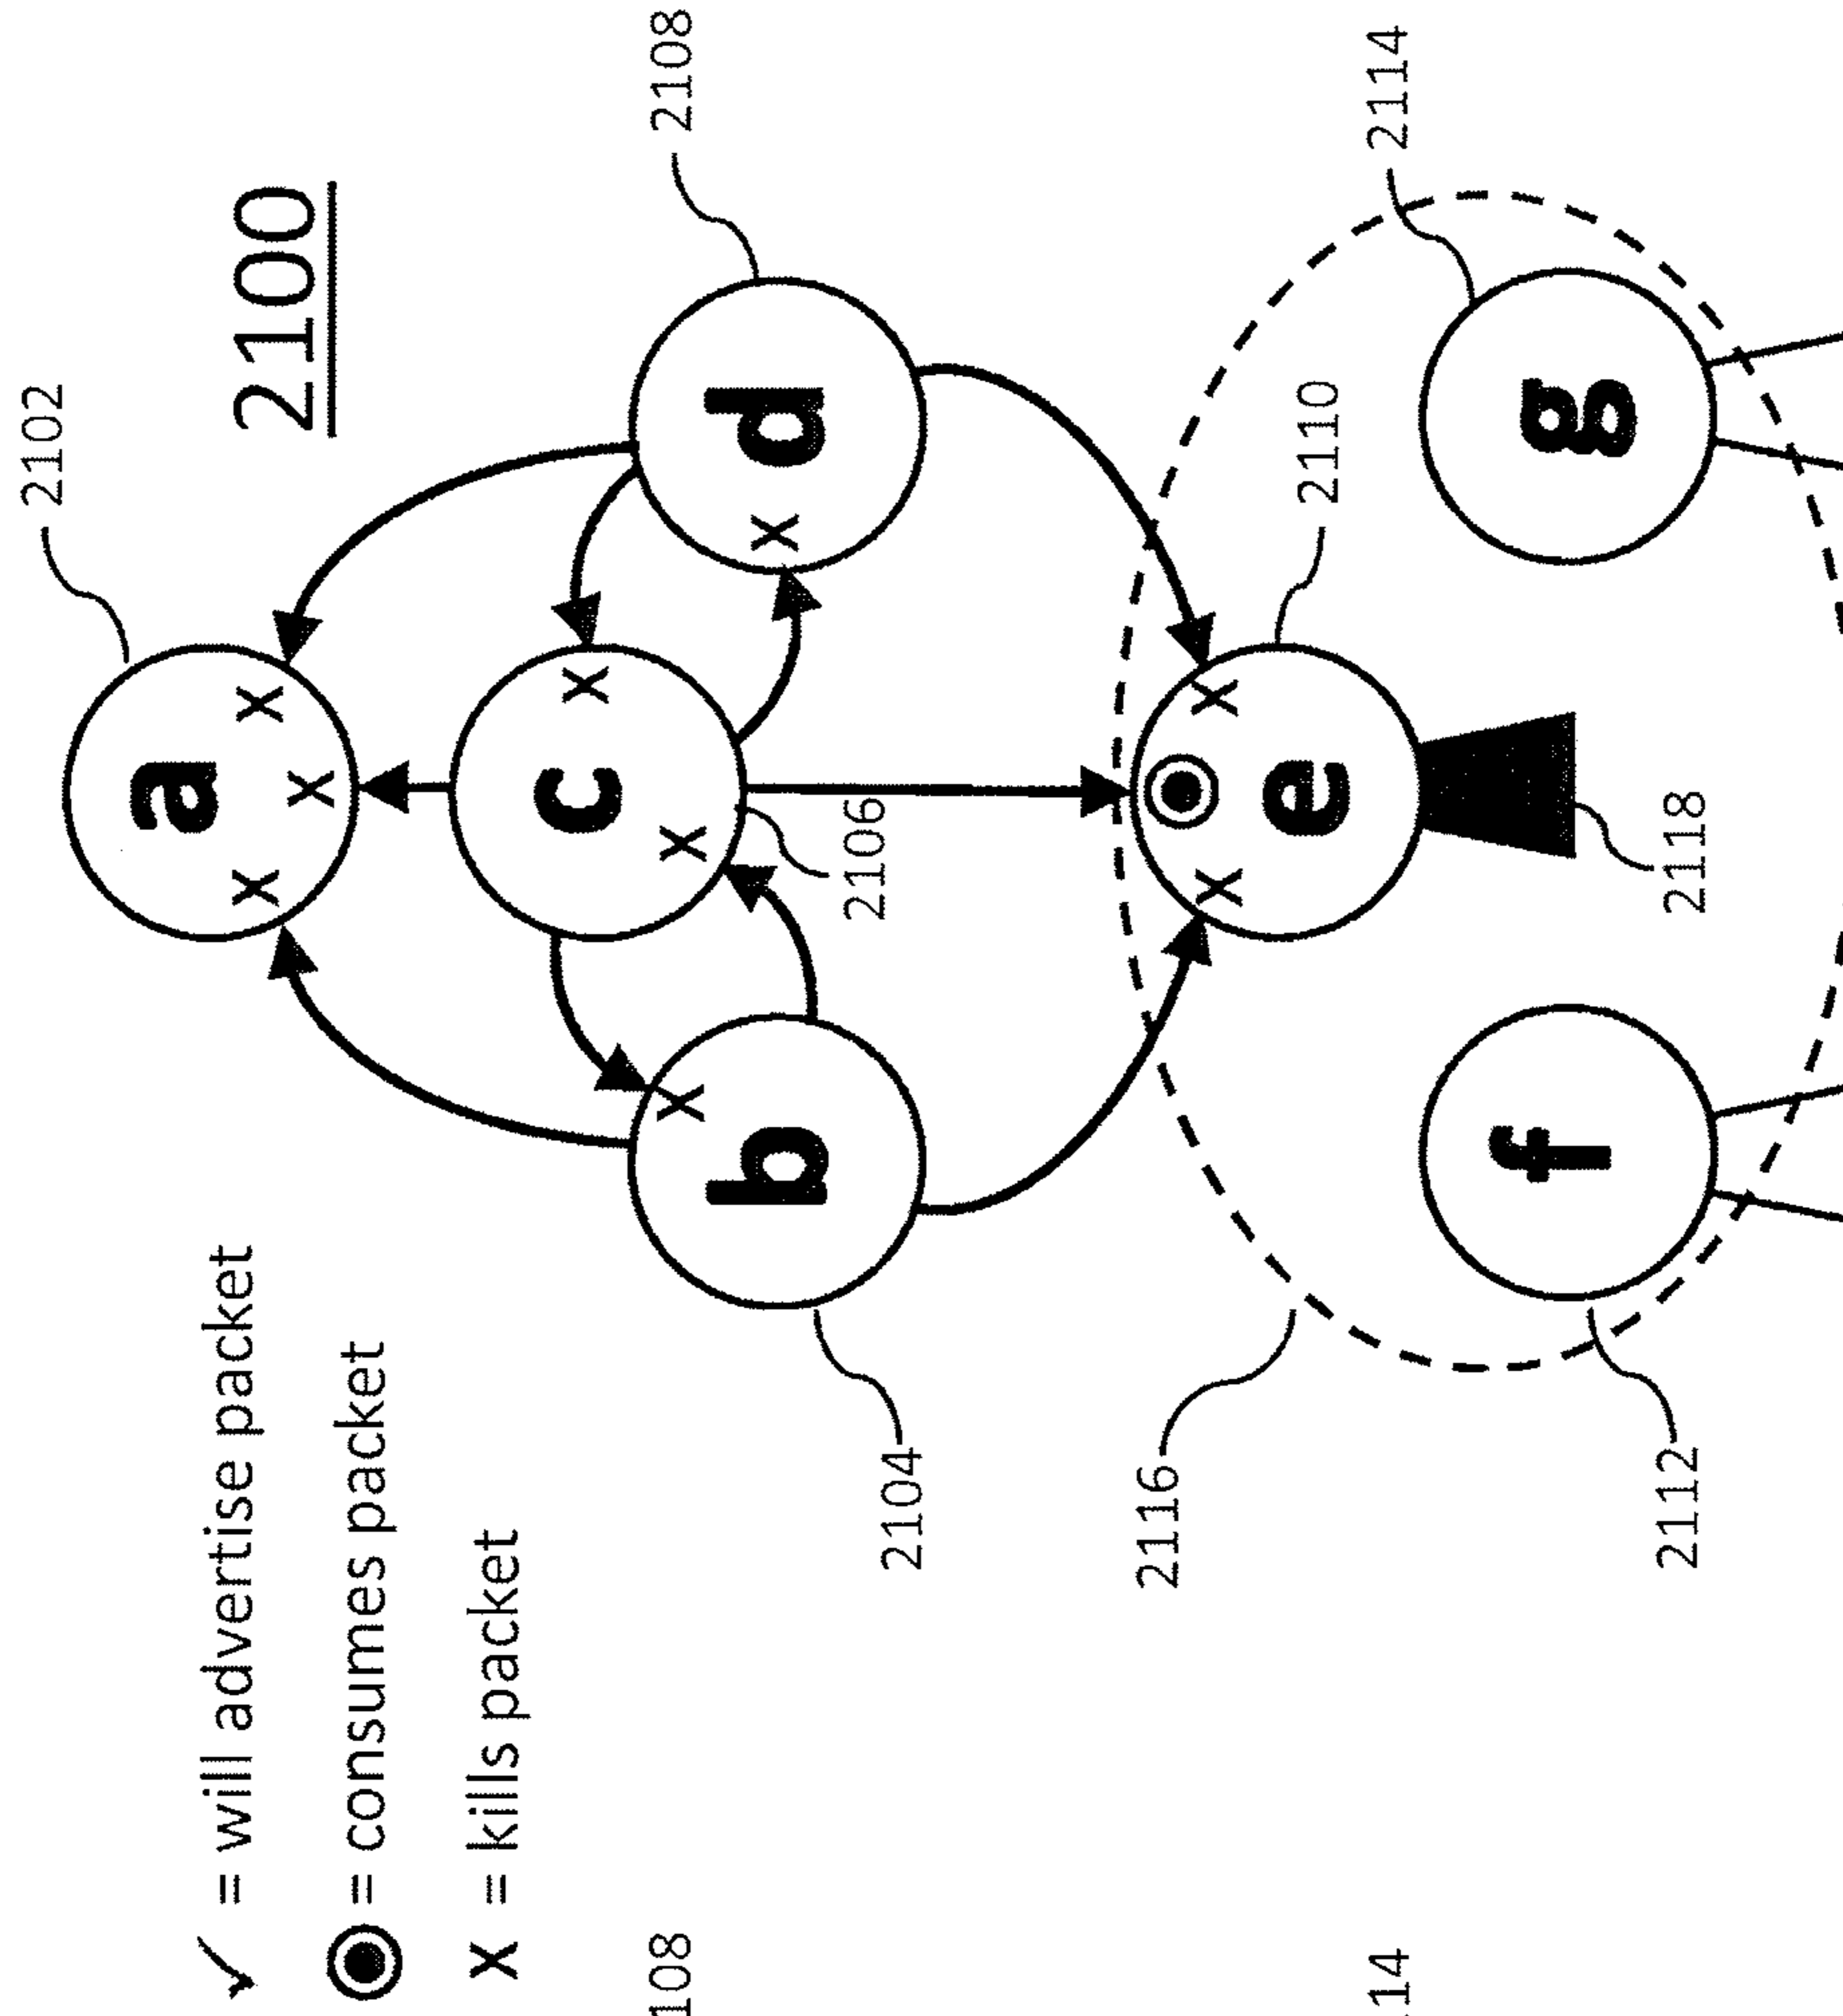 ✓ = will advertise packet
= consumes packet
x = kills packet
2100
2102
a
x x x
2108
d
x
c
x x
2106
b
x
2104
2110
e
x x
2118
2116
2114
g
f
2112
108
14